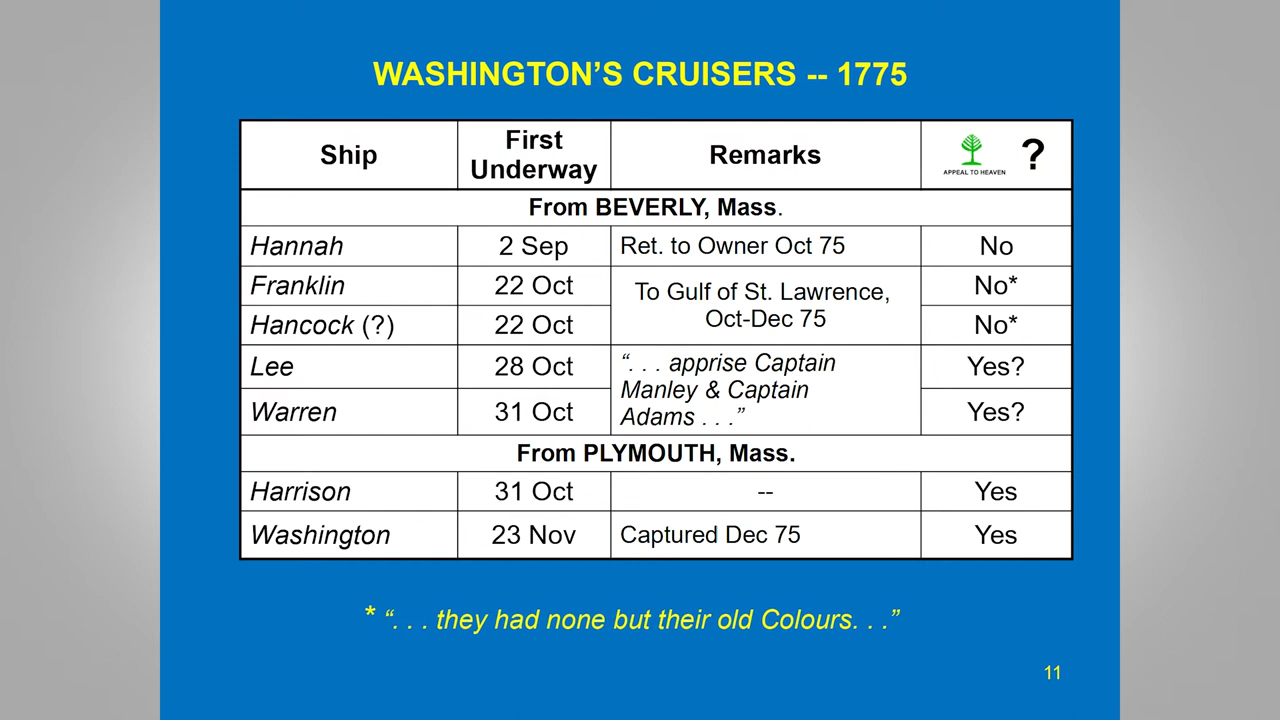 WASHINGTON’S CRUISERS -- 1775
Ship
First
Underway
Remarks
APPEAL TO HEAVEN
?
From BEVERLY, Mass.
Hannah
2 Sep
Ret. to Owner Oct 75
No
Franklin
22 Oct
To Gulf of St. Lawrence,
Oct-Dec 75
No*
Hancock (?)
22 Oct
No*
Lee
28 Oct
“. . . apprise Captain
Manley & Captain
Adams . . .”
Yes?
Warren
31 Oct
Yes?
From PLYMOUTH, Mass.
Harrison
31 Oct
--
Yes
Washington
23 Nov
Captured Dec 75
Yes
* “. . . they had none but their old Colours. . .”
11